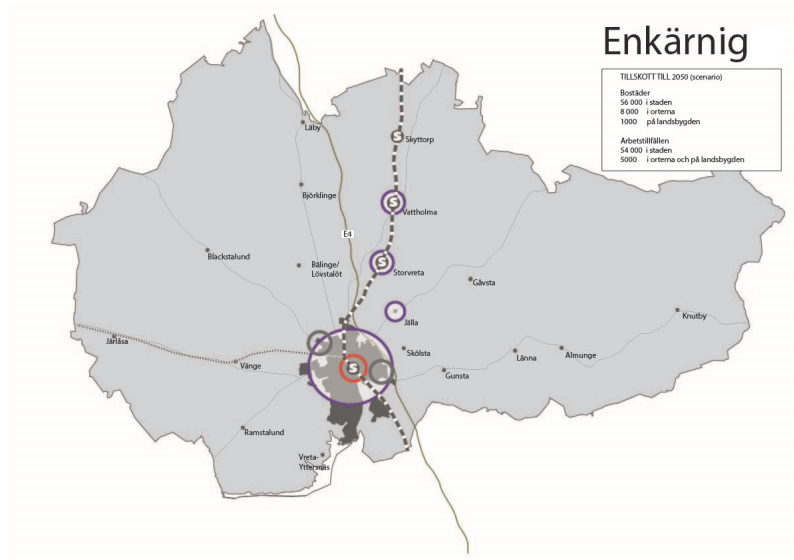 Enkärnig
TILLSKOTT TILL 2050 (scenario)
Bostäder
56 000 i staden
8 000 i orterna
1000 på landsbygden
Arbetstillfällen
54 000 i staden
5000 i orterna och på landsbygden
Läby
S
Skyttorp
Björklinge
S
Vattholma
E4
Blackstalund
Bälinge/
Lövstalöt
S
Storvreta
Gåvsta
Jälla
Knutby
Järlåsa
Skölsta
Länna
Almunge
Vänge
S
Gunsta
Ramstalund
Vreta-
Yttersnäs